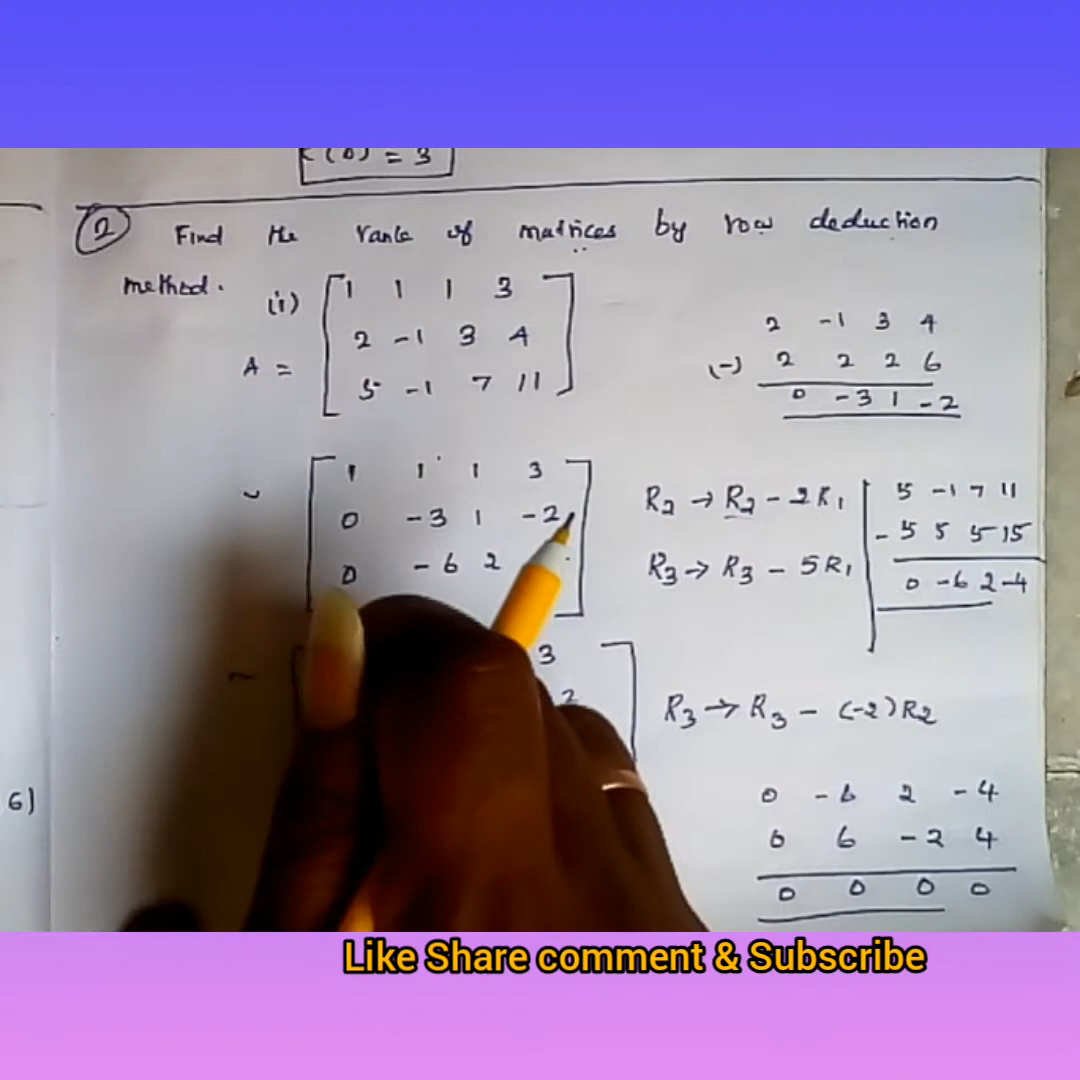 (A) = 3
2 Find the rank of matrices by row deduction
method.
(i)
A =
1 1 1 3
2 -1 3 4
5 -1 7 11
2 -1 3 4
(-) 2 2 2 6
0 -3 1 -2
~
1 1 1 3
0 -3 1 -2
0 -6 2
R2 → R2 - 2R1
R3 → R3 - 5R1
5 -1 7 11
- 5 5 5 15
0 -6 2 -4
~
3
2
R3 → R3 - (-2)R2
0 -6 2 -4
0 6 -2 4
0 0 0 0
6)
Like Share comment & Subscribe